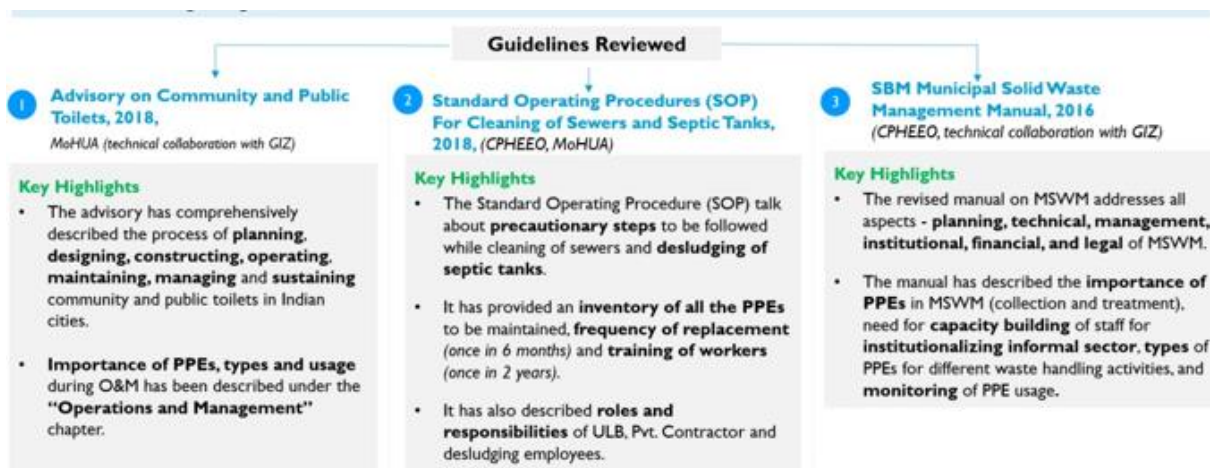 Guidelines Reviewed
1
Advisory on Community and Public
Toilets, 2018,
MoHUA (technical collaboration with GIZ)
Key Highlights
• The advisory has comprehensively
described the process of planning,
designing, constructing, operating,
maintaining, managing and sustaining
community and public toilets in Indian
cities.
• Importance of PPEs, types and usage
during O&M has been described under the
“Operations and Management”
chapter.
2
Standard Operating Procedures (SOP)
For Cleaning of Sewers and Septic Tanks,
2018, (CPHEEO, MoHUA)
Key Highlights
• The Standard Operating Procedure (SOP) talk
about precautionary steps to be followed
while cleaning of sewers and desludging of
septic tanks.
• It has provided an inventory of all the PPEs
to be maintained, frequency of replacement
(once in 6 months) and training of workers
(once in 2 years).
• It has also described roles and
responsibilities of ULB, Pvt. Contractor and
desludging employees.
3
SBM Municipal Solid Waste
Management Manual, 2016
(CPHEEO, technical collaboration with GIZ)
Key Highlights
• The revised manual on MSWM addresses all
aspects - planning, technical, management,
institutional, financial, and legal of MSWM.
• The manual has described the importance of
PPEs in MSWM (collection and treatment),
need for capacity building of staff for
institutionalizing informal sector, types of
PPEs for different waste handling activities, and
monitoring of PPE usage.